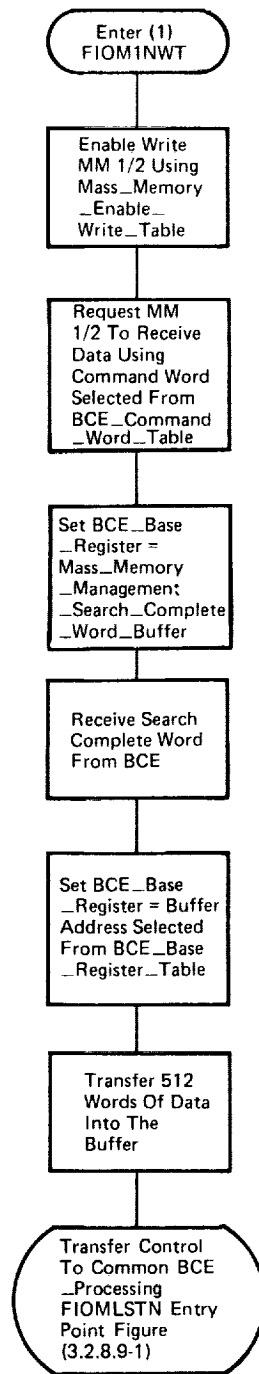 Enter (1)
FIOM1NWT
Enable Write
MM 1/2 Using
Mass_Memory
_Enable_
Write_Table
Request MM
1/2 To Receive
Data Using
Command Word
Selected From
BCE_Command
_Word_Table
Set BCE_Base
_Register =
Mass_Memory
_Management
_Search_Complete
_Word_Buffer
Receive Search
Complete Word
From BCE
Set BCE_Base
_Register = Buffer
Address Selected
From BCE_Base
_Register_Table
Transfer 512
Words Of Data
Into The
Buffer
Transfer Control
To Common BCE
_Processing
FIOMLSTN Entry
Point Figure
(3.2.8.9-1)